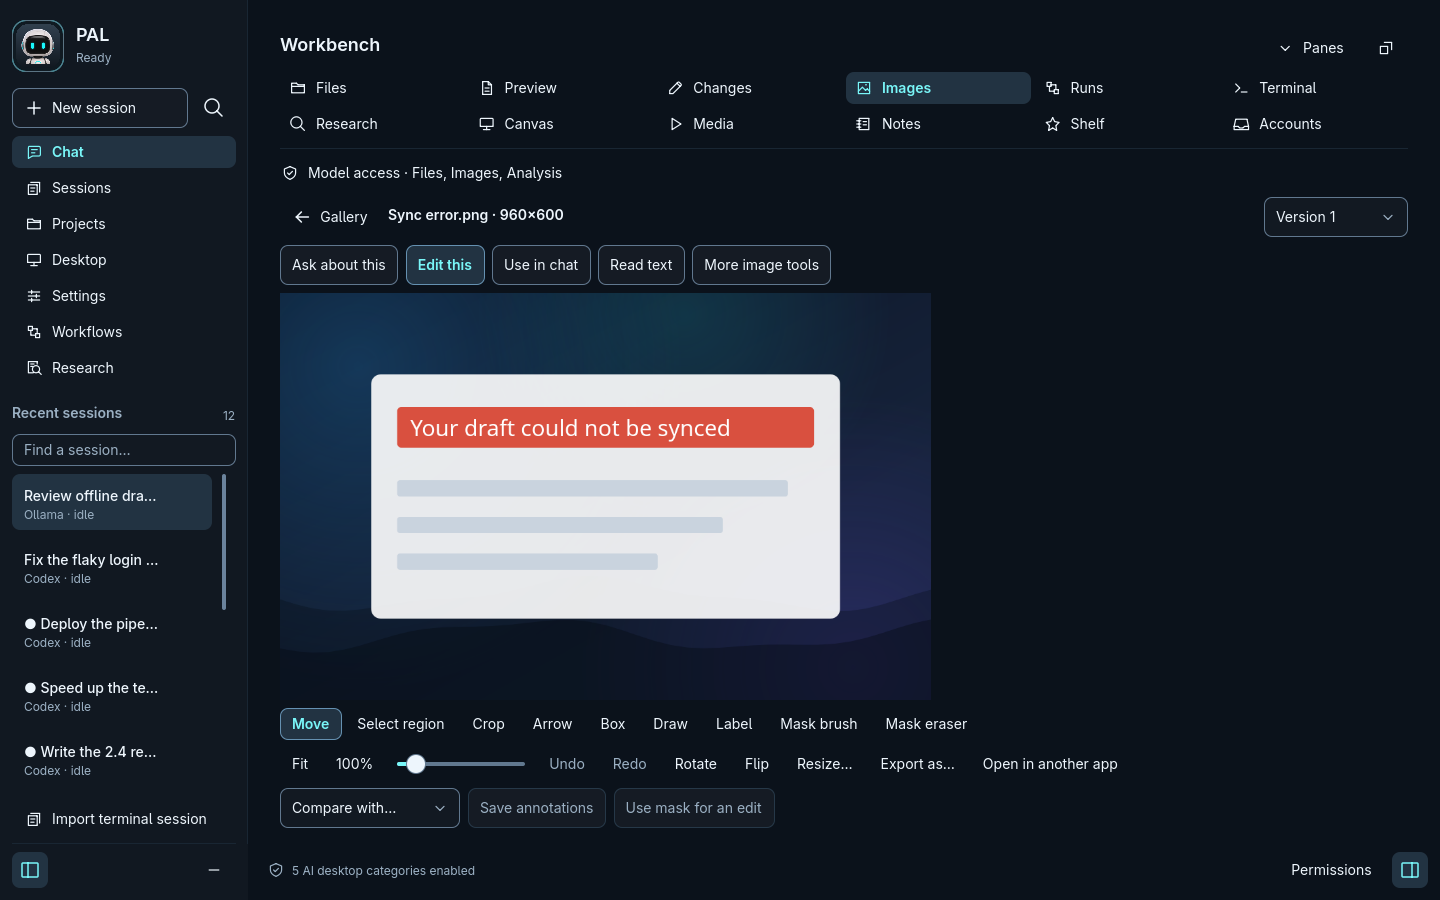 PAL
Ready
New session
Chat
Sessions
Projects
Desktop
Settings
Workflows
Research
Recent sessions
12
Find a session...
Review offline dra...
Ollama · idle
Fix the flaky login ...
Codex · idle
Deploy the pipe...
Codex · idle
Speed up the te...
Codex · idle
Write the 2.4 re...
Codex · idle
Import terminal session
Workbench
Panes
Files
Preview
Changes
Images
Runs
Terminal
Research
Canvas
Media
Notes
Shelf
Accounts
Model access · Files, Images, Analysis
Gallery
Sync error.png · 960×600
Version 1
Ask about this
Edit this
Use in chat
Read text
More image tools
Your draft could not be synced
Move
Select region
Crop
Arrow
Box
Draw
Label
Mask brush
Mask eraser
Fit
100%
Undo
Redo
Rotate
Flip
Resize...
Export as...
Open in another app
Compare with...
Save annotations
Use mask for an edit
5 AI desktop categories enabled
Permissions